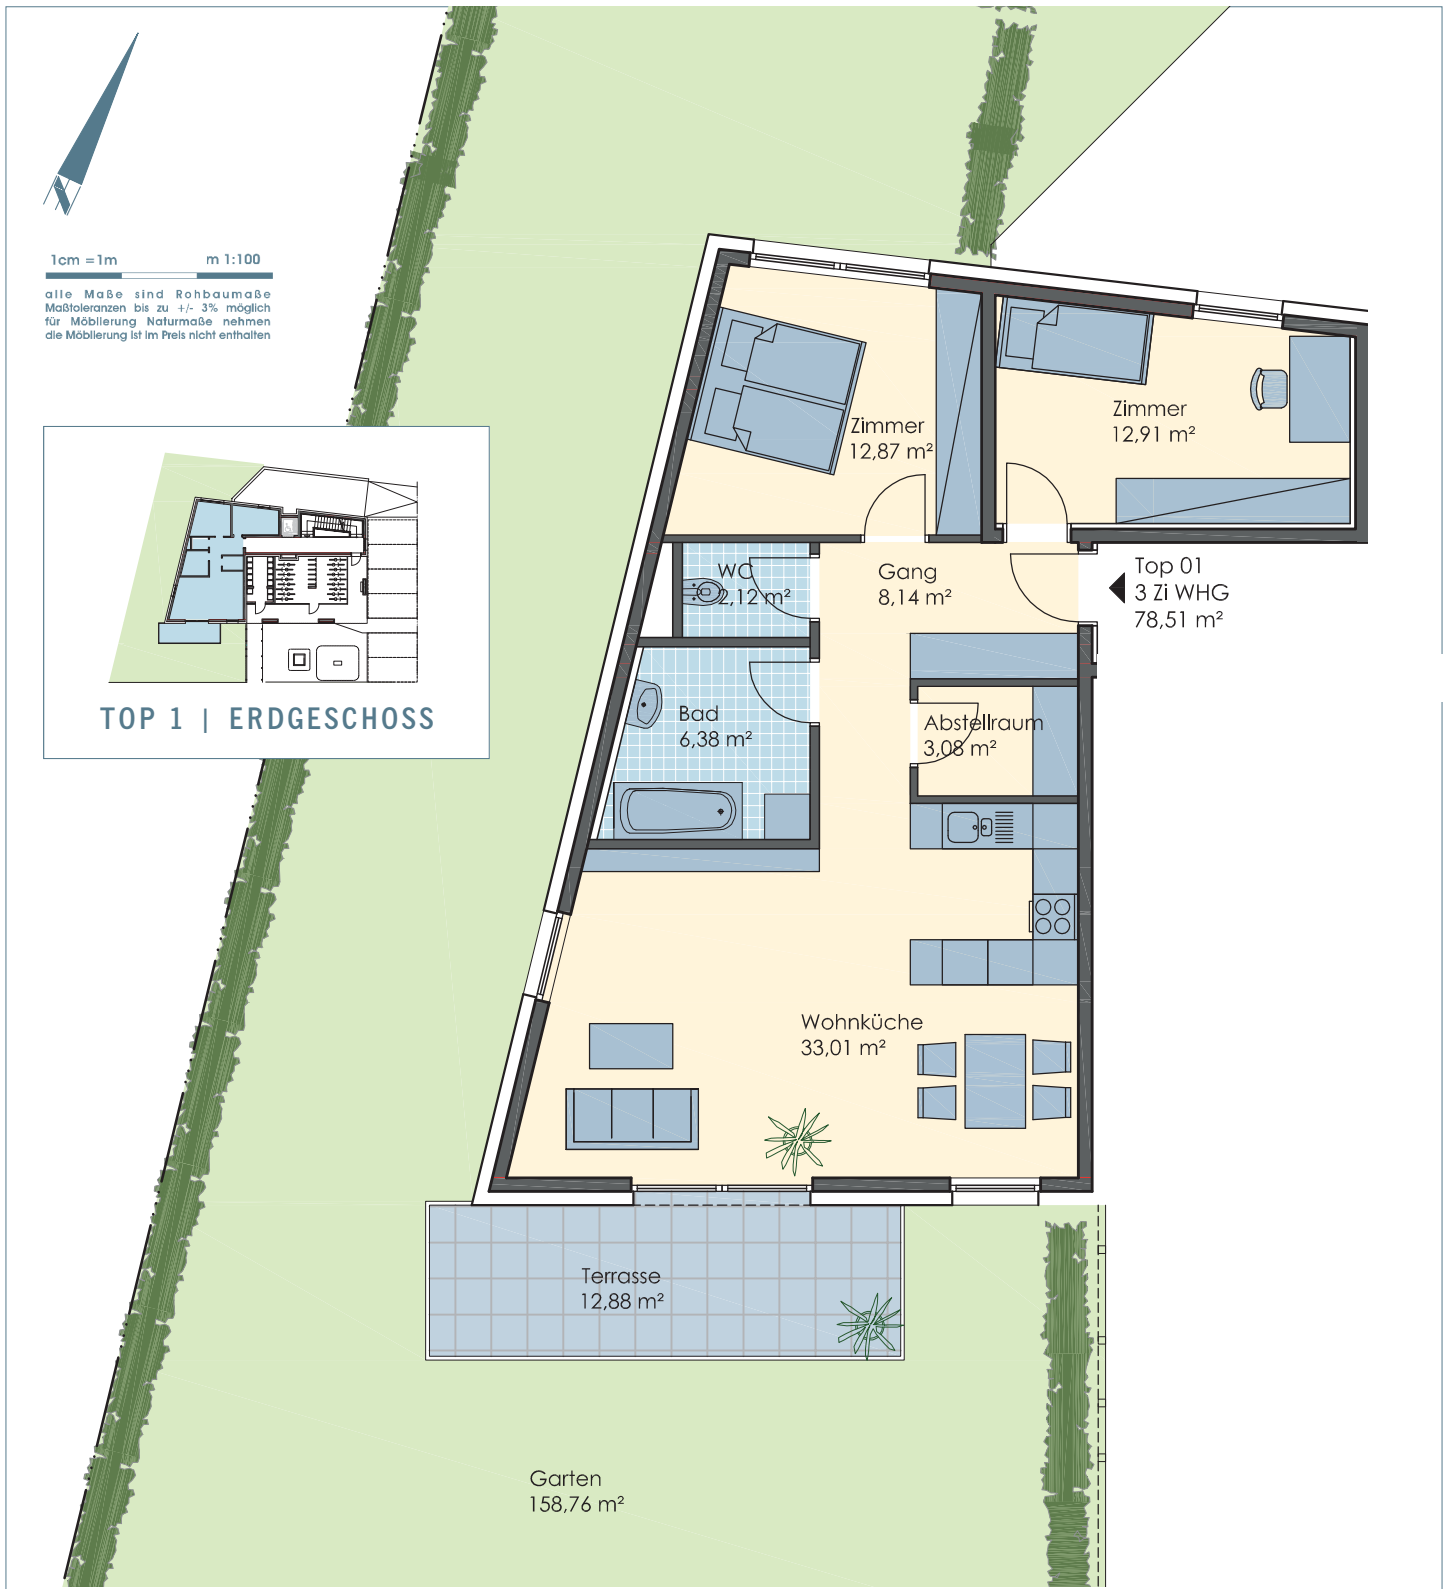 N
1cm =1m m 1:100
alle Maße sind Rohbaumaße
Maßtoleranzen bis zu +/- 3% möglich
für Möblierung Naturmaße nehmen
die Möblierung ist im Preis nicht enthalten
TOP 1 | ERDGESCHOSS
Zimmer
12,87 m²
Zimmer
12,91 m²
WC
2,12 m²
Gang
8,14 m²
Top 01
3 Zi WHG
78,51 m²
Bad
6,38 m²
Abstellraum
3,08 m²
Wohnküche
33,01 m²
Terrasse
12,88 m²
Garten
158,76 m²